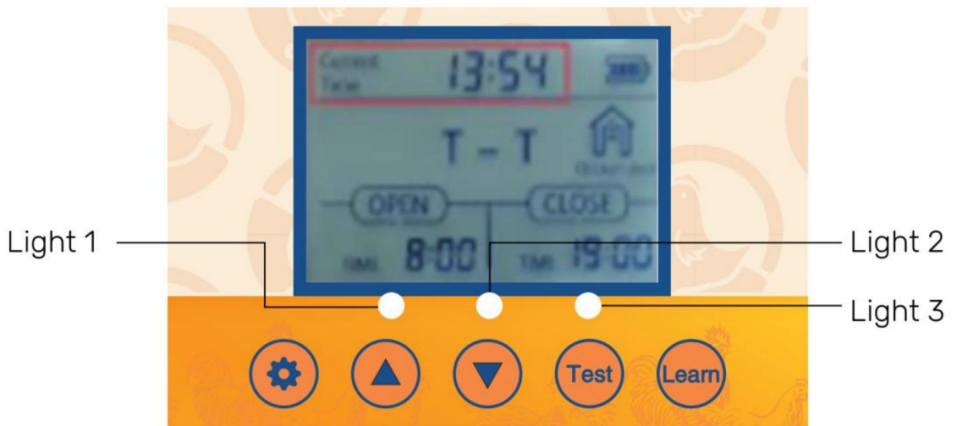 Current 13:54
Time
T - T
OPEN CLOSE
TIME 8:00 TIME 19:00
Light 1
Light 2
Light 3
Test Learn